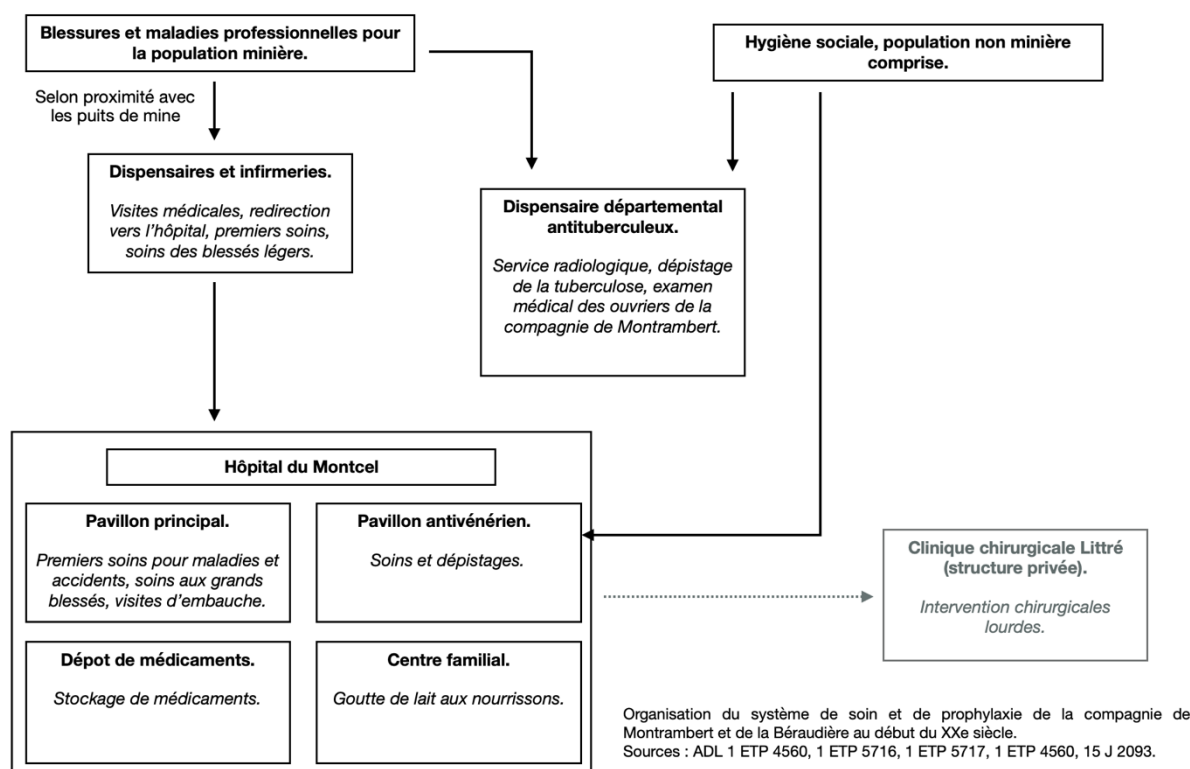 Blessures et maladies professionnelles pour
la population minière.
Hygiène sociale, population non minière
comprise.
Selon proximité avec
les puits de mine
Dispensaires et infirmeries.
Visites médicales, redirection
vers l'hôpital, premiers soins,
soins des blessés légers.
Dispensaire départemental
antituberculeux.
Service radiologique, dépistage
de la tuberculose, examen
médical des ouvriers de la
compagnie de Montrambert.
Hôpital du Montcel
Pavillon principal.
Premiers soins pour maladies et
accidents, soins aux grands
blessés, visites d'embauche.
Pavillon antivénérien.
Soins et dépistages.
Clinique chirurgicale Littré
(structure privée).
Intervention chirurgicales
lourdes.
Dépot de médicaments.
Stockage de médicaments.
Centre familial.
Goutte de lait aux nourrissons.
Organisation du système de soin et de prophylaxie de la compagnie de
Montrambert et de la Béraudière au début du XXe siècle.
Sources : ADL 1 ETP 4560, 1 ETP 5716, 1 ETP 5717, 1 ETP 4560, 15 J 2093.